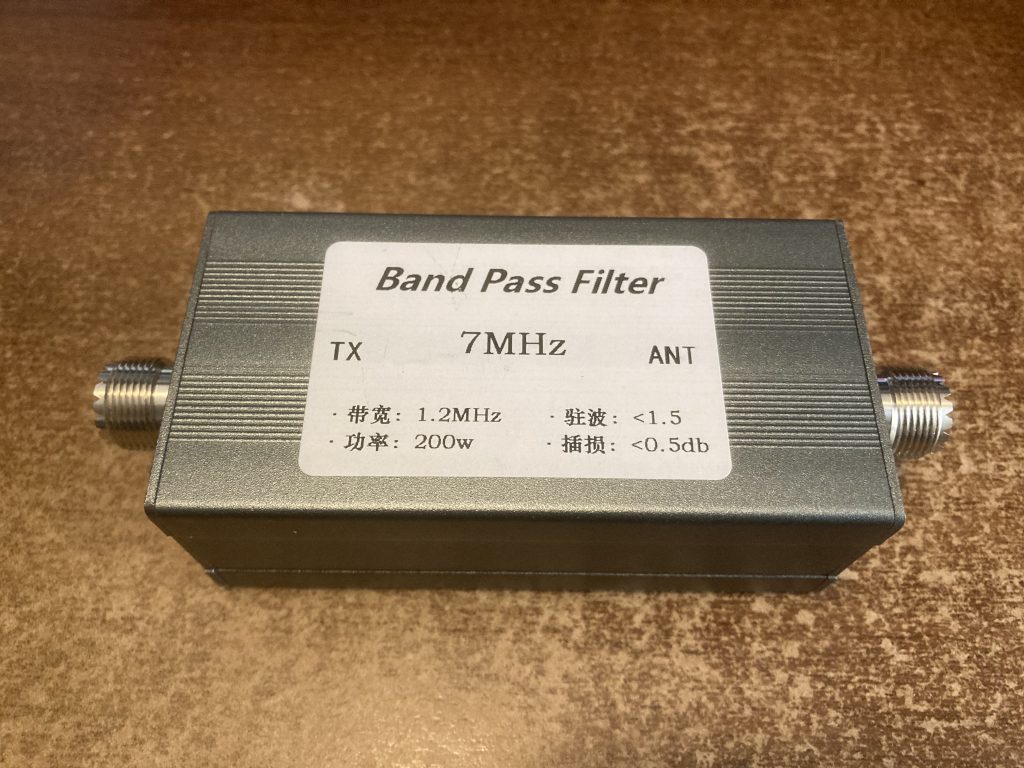 Band Pass Filter
7MHz
TX
ANT
· 带宽: 1.2MHz
· 驻波: <1.5
· 功率: 200w
· 插损: <0.5db